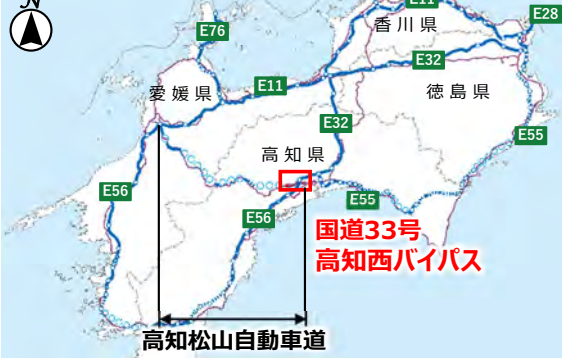 N
E11
E28
香川県
E76
E32
E11
愛媛県
徳島県
E32
E55
高知県
E56
E55
E56
国道33号
高知西バイパス
高知松山自動車道